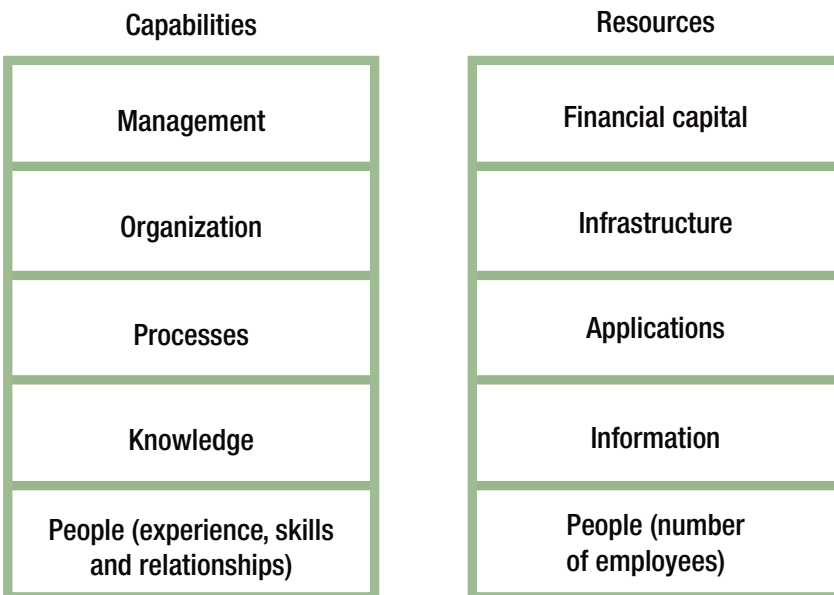 Capabilities
Management
Organization
Processes
Knowledge
People (experience, skills
and relationships)
Resources
Financial capital
Infrastructure
Applications
Information
People (number
of employees)